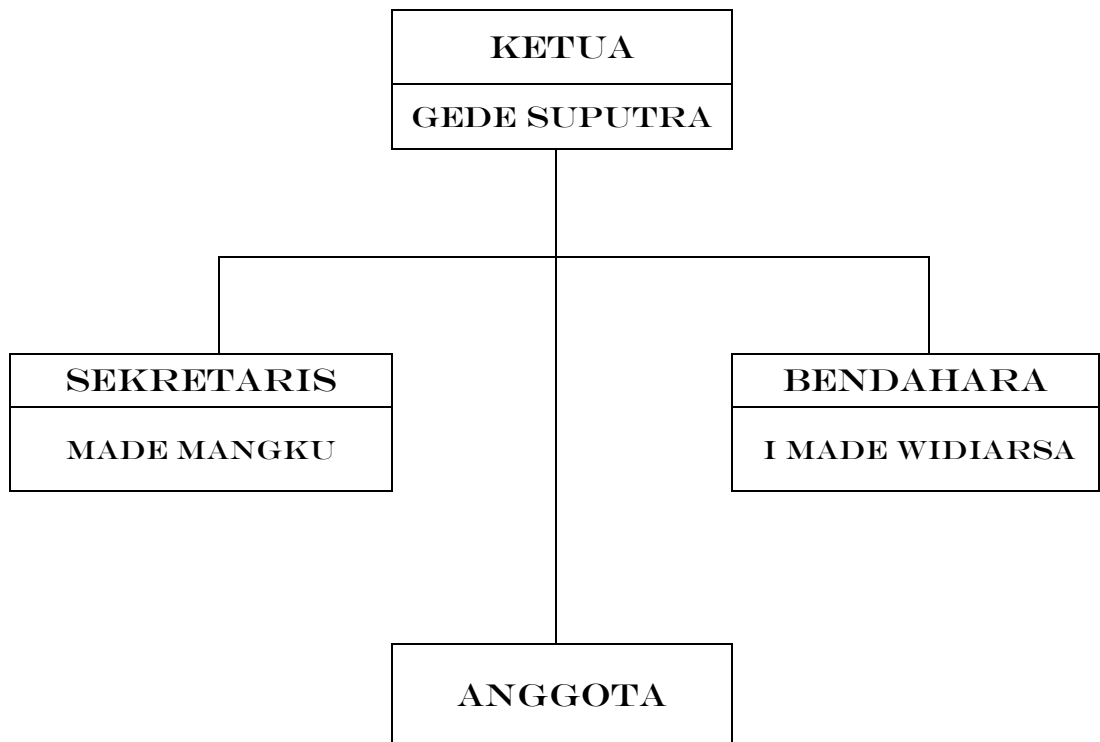 KETUA
GEDE SUPUTRA
SEKRETARIS
MADE MANGKU
BENDAHARA
I MADE WIDIARSA
ANGGOTA